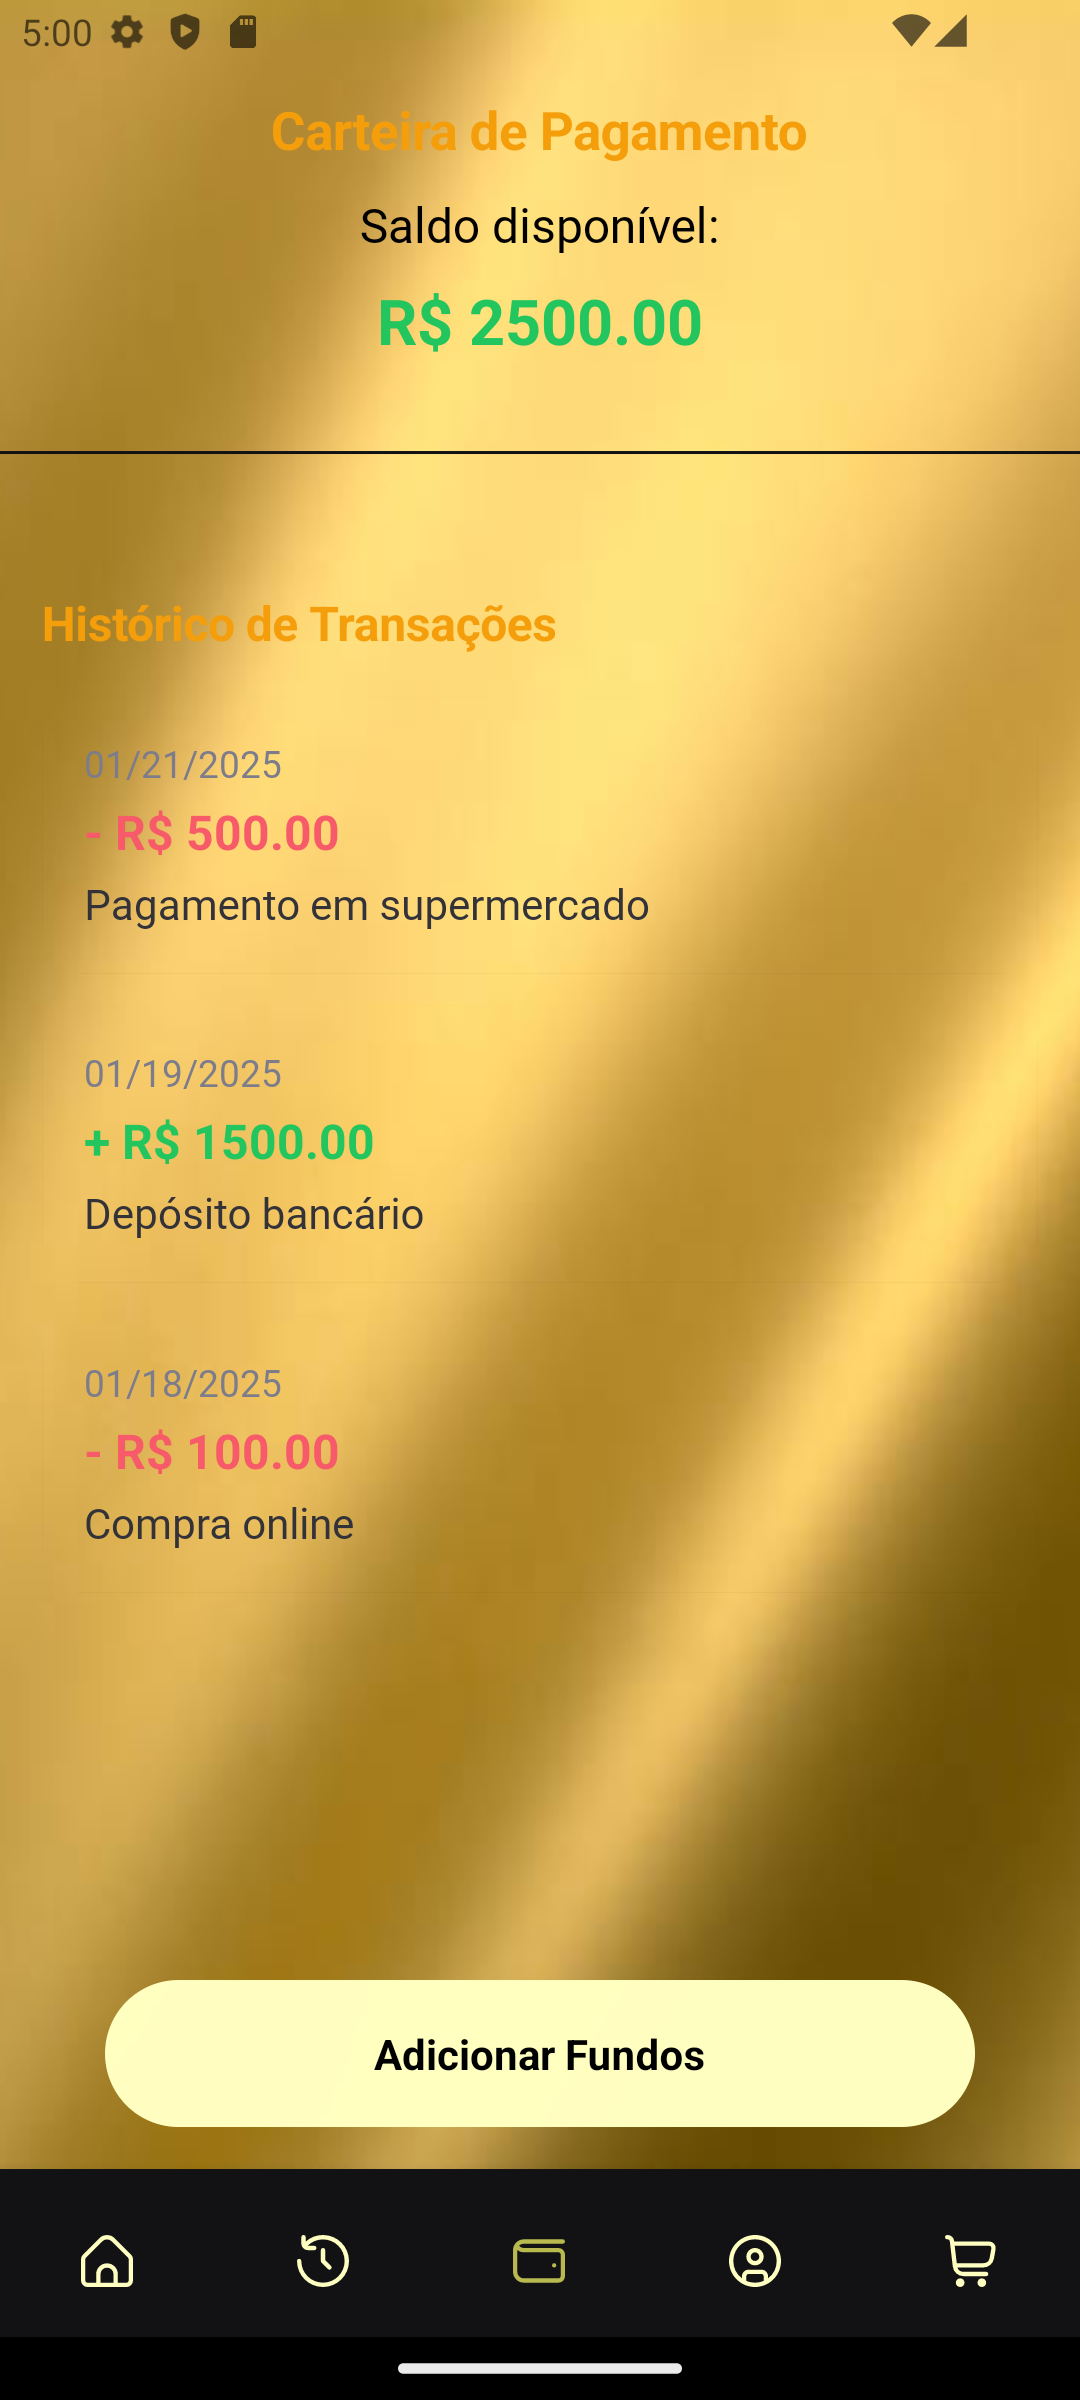 5:00
Carteira de Pagamento
Saldo disponível:
R$ 2500.00
Histórico de Transações
01/21/2025
- R$ 500.00
Pagamento em supermercado
01/19/2025
+ R$ 1500.00
Depósito bancário
01/18/2025
- R$ 100.00
Compra online
Adicionar Fundos